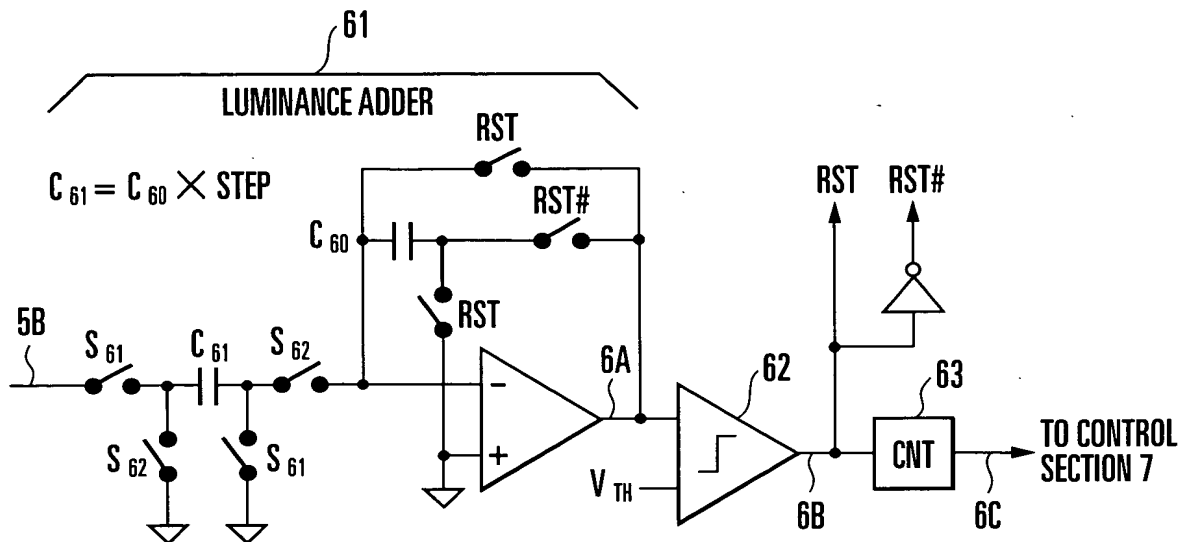 61
LUMINANCE ADDER
C61 = C60 × STEP
RST
RST#
C60
RST
5B
S61
C61
S62
S62
S61
6A
62
VTH
6B
RST
RST#
63
CNT
6C
TO CONTROL
SECTION 7
−
+